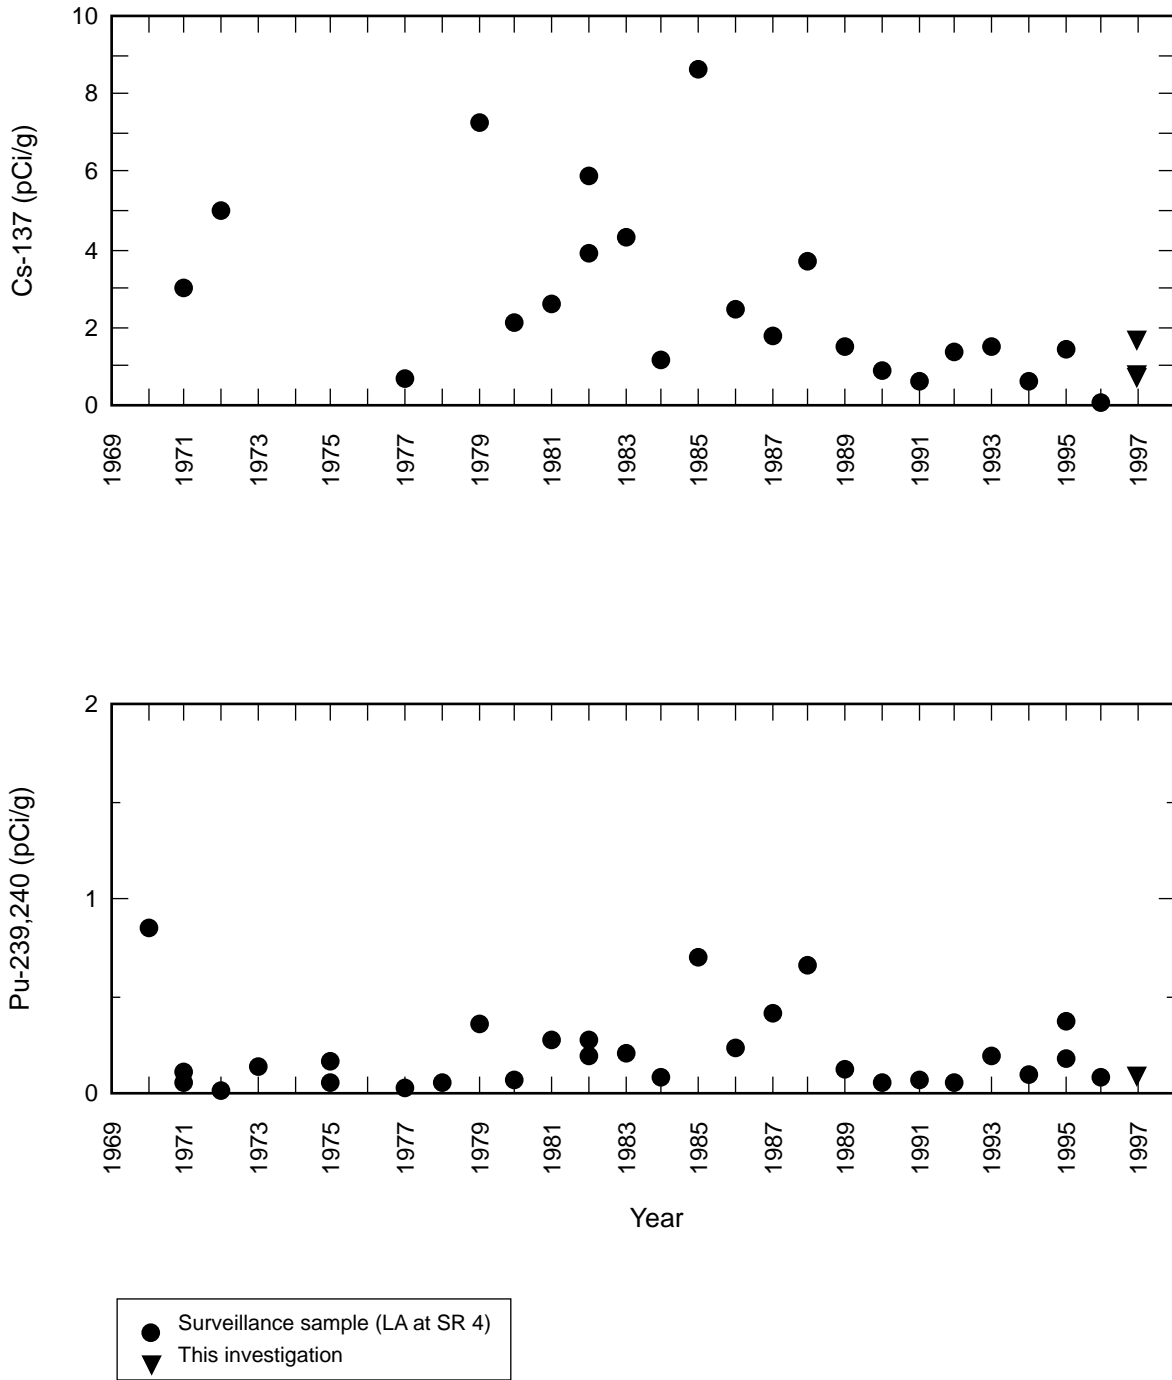 10
8
6
4
2
0
Cs-137 (pCi/g)
1969 1971 1973 1975 1977 1979 1981 1983 1985 1987 1989 1991 1993 1995 1997
2
1
0
Pu-239,240 (pCi/g)
1969 1971 1973 1975 1977 1979 1981 1983 1985 1987 1989 1991 1993 1995 1997
Year
Surveillance sample (LA at SR 4)
This investigation